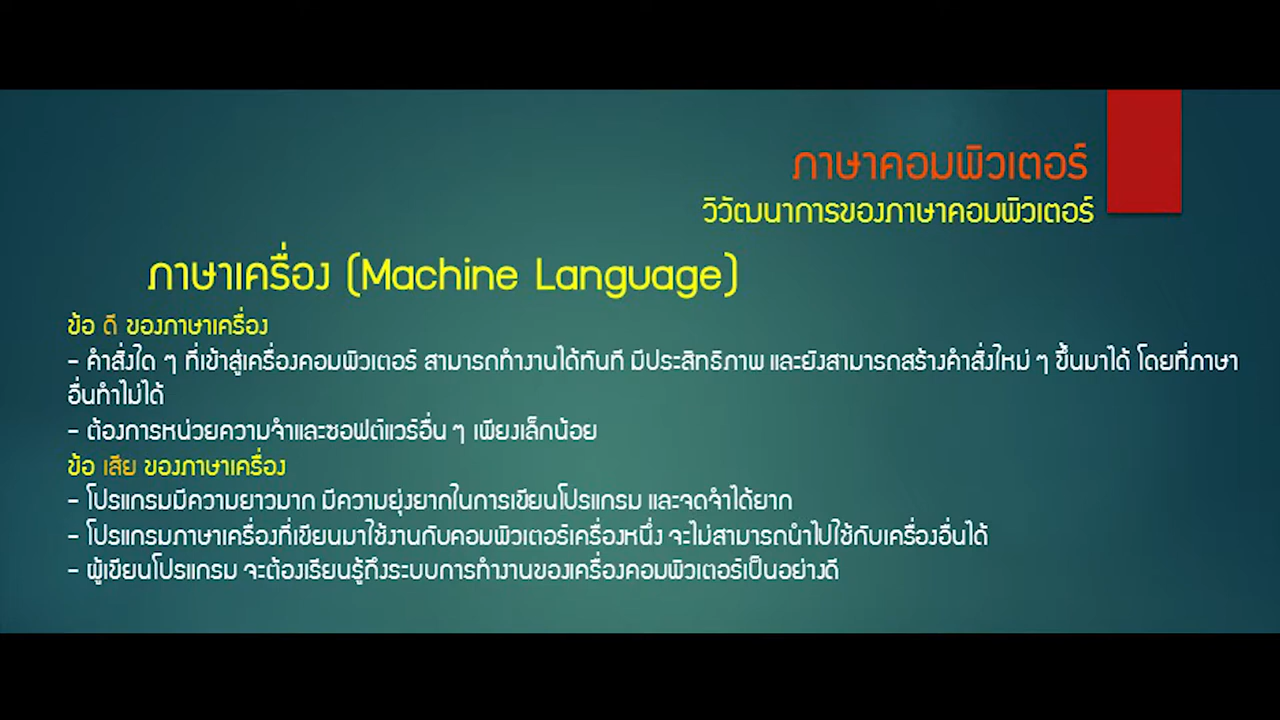 ภาษาคอมพิวเตอร์
วิวัฒนาการของภาษาคอมพิวเตอร์
ภาษาเครื่อง (Machine Language)
ข้อ ดี ของภาษาเครื่อง
- คำสั่งใด ๆ ที่เข้าสู่เครื่องคอมพิวเตอร์ สามารถทำงานได้ทันที มีประสิทธิภาพ และยังสามารถสร้างคำสั่งใหม่ ๆ ขึ้นมาได้ โดยที่ภาษา
อื่นทำไม่ได้
- ต้องการหน่วยความจำและซอฟต์แวร์อื่น ๆ เพียงเล็กน้อย
ข้อ เสีย ของภาษาเครื่อง
- โปรแกรมมีความยาวมาก มีความยุ่งยากในการเขียนโปรแกรม และจดจำได้ยาก
- โปรแกรมภาษาเครื่องที่เขียนมาใช้งานกับคอมพิวเตอร์เครื่องหนึ่ง จะไม่สามารถนำไปใช้กับเครื่องอื่นได้
- ผู้เขียนโปรแกรม จะต้องเรียนรู้ถึงระบบการทำงานของเครื่องคอมพิวเตอร์เป็นอย่างดี